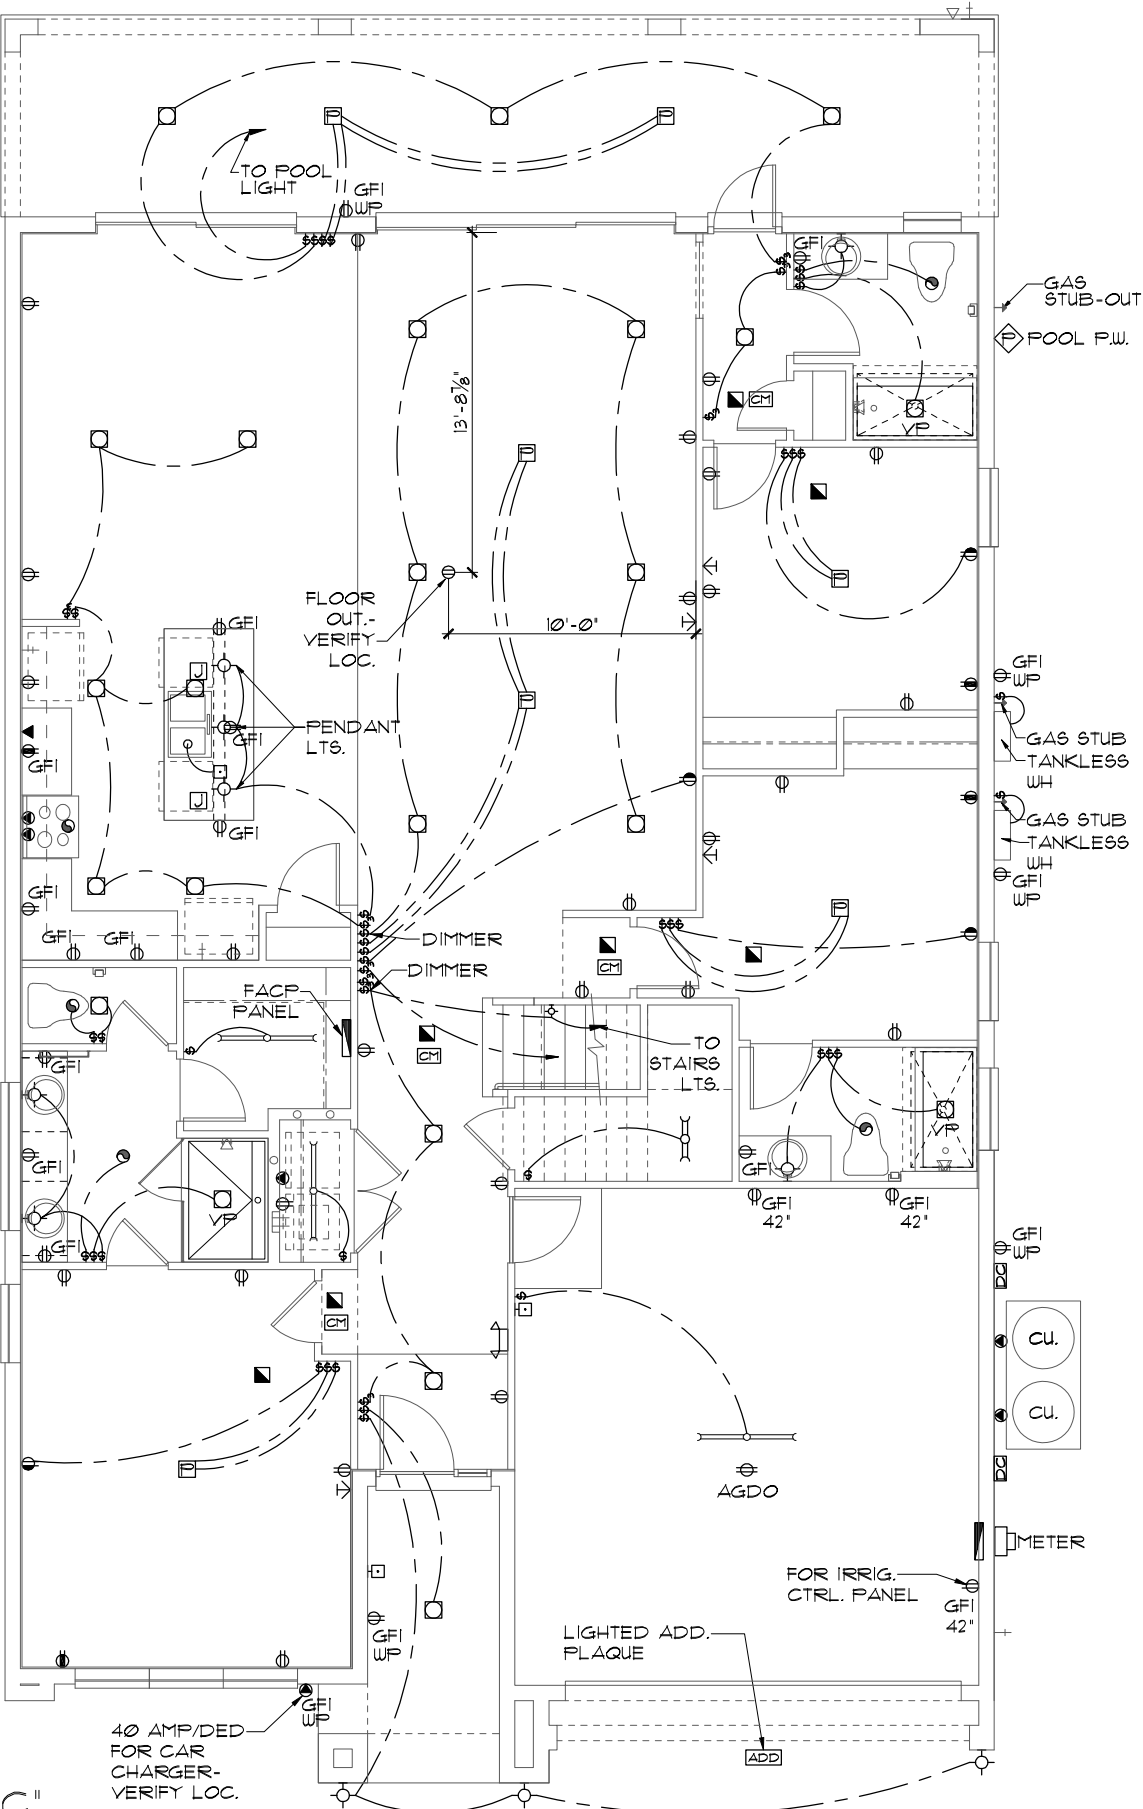 TO POOL
LIGHT
GFI
WP
GFI
GAS
STUB-OUT
P
POOL P.W.
13'-8⅞"
CM
VP
FLOOR
OUT.-
VERIFY
LOC.
10'-0"
GFI
J
PENDANT
LTS.
GFI
J
GFI
GFI
GFI
GFI
GFI
GFI
WP
GAS STUB
TANKLESS
WH
GAS STUB
TANKLESS
WH
GFI
WP
DIMMER
DIMMER
CM
FACP
PANEL
CM
TO
STAIRS
LTS.
GFI
GFI
GFI
VP
VP
GFI
GFI
42"
GFI
42"
GFI
WP
DC
CU.
CU.
DC
CM
AGDO
METER
FOR IRRIG.
CTRL. PANEL
GFI
42"
GFI
WP
LIGHTED ADD.
PLAQUE
ADD
GFI
WP
40 AMP/DED
FOR CAR
CHARGER-
VERIFY LOC.